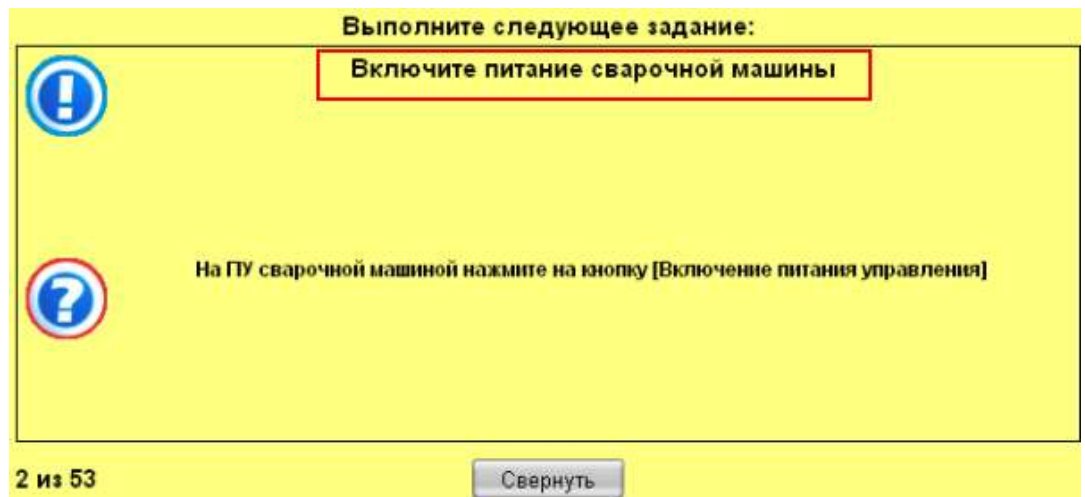 Выполните следующее задание:
Включите питание сварочной машины
На ПУ сварочной машиной нажмите на кнопку [Включение питания управления]
2 из 53
Свернуть